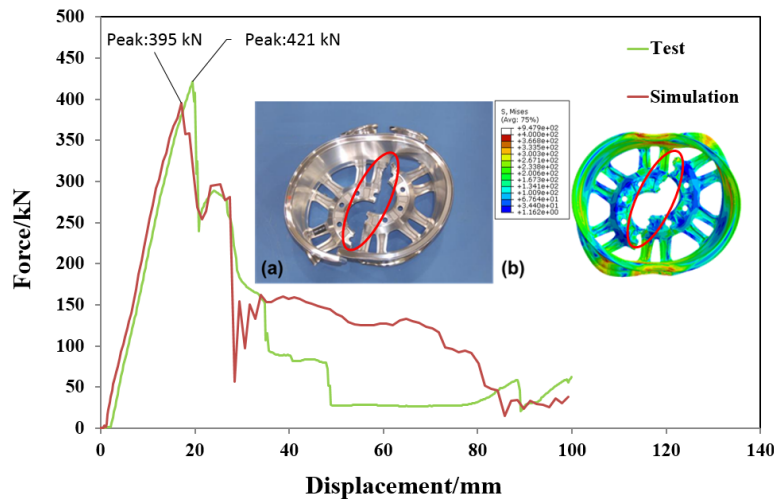 500
450
400
350
300
250
200
150
100
50
0
Force/kN
Peak:395 kN
Peak:421 kN
Test
Simulation
S, Mises
(Avg: 75%)
+9.479e+02
+4.000e+02
+3.668e+02
+3.335e+02
+3.003e+02
+2.671e+02
+2.338e+02
+2.006e+02
+1.673e+02
+1.341e+02
+1.009e+02
+6.764e+01
+3.440e+01
+1.162e+00
(a)
(b)
0
20
40
60
80
100
120
140
Displacement/mm